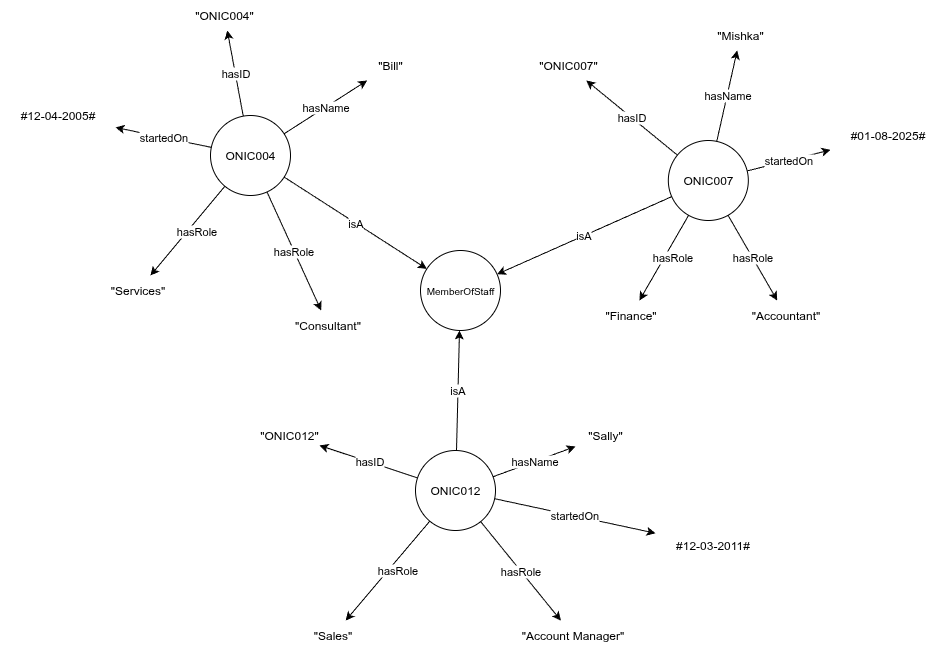 "ONIC004"
"Mishka"
"Bill"
"ONIC007"
hasID
hasName
hasName
#12-04-2005#
hasID
startedOn
#01-08-2025#
ONIC004
startedOn
ONIC007
isA
hasRole
isA
hasRole
hasRole
hasRole
"Services"
MemberOfStaff
"Consultant"
"Finance"
"Accountant"
isA
"ONIC012"
"Sally"
hasID
hasName
ONIC012
startedOn
#12-03-2011#
hasRole
hasRole
"Sales"
"Account Manager"